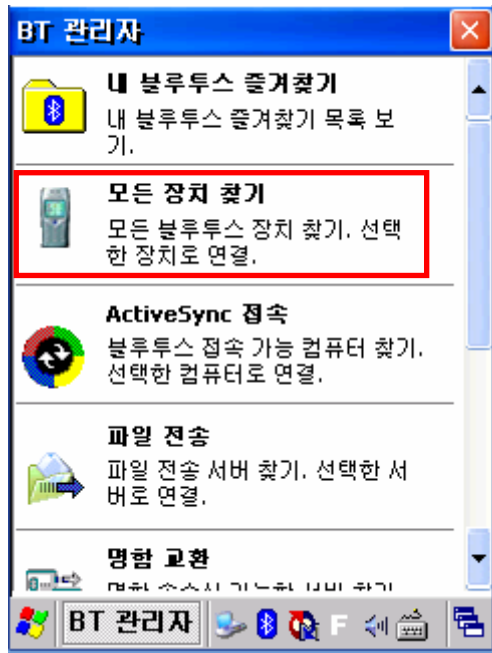 BT 관리자
내 블루투스 즐겨찾기
내 블루투스 즐겨찾기 목록 보
기.
모든 장치 찾기
모든 블루투스 장치 찾기. 선택
한 장치로 연결.
ActiveSync 접속
블루투스 접속 가능 컴퓨터 찾기.
선택한 컴퓨터로 연결.
파일 전송
파일 전송 서버 찾기. 선택한 서
버로 연결.
명함 교환
BT 관리자
F